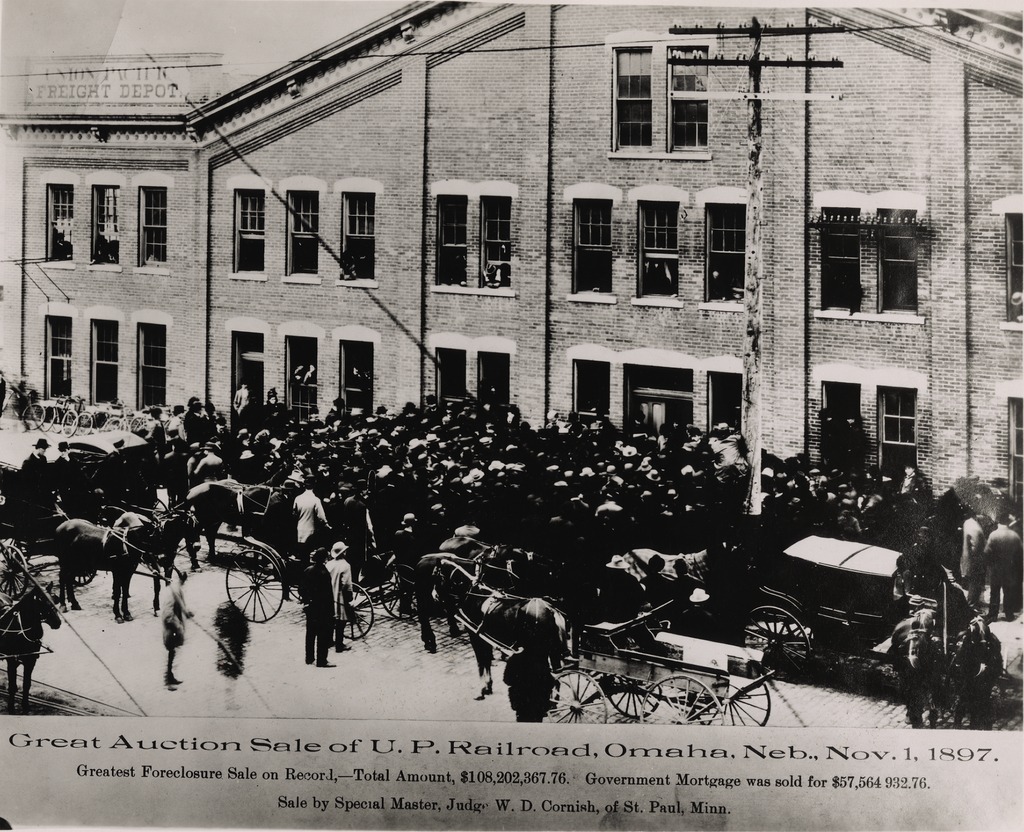 UNION PACIFIC
FREIGHT DEPOT.
Great Auction Sale of U. P. Railroad, Omaha, Neb., Nov. 1, 1897.
Greatest Foreclosure Sale on Record,—Total Amount, $108,202,367.76. Government Mortgage was sold for $57,564 932.76.
Sale by Special Master, Judge W. D. Cornish, of St. Paul, Minn.